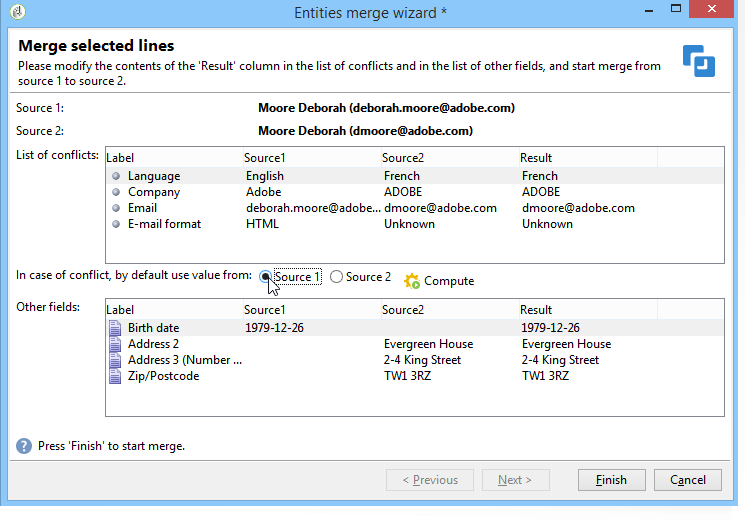 Entities merge wizard *
Merge selected lines
Please modify the contents of the 'Result' column in the list of conflicts and in the list of other fields, and start merge from
source 1 to source 2.
Source 1: Moore Deborah (deborah.moore@adobe.com)
Source 2: Moore Deborah (dmoore@adobe.com)
List of conflicts: Label Source1 Source2 Result
Language English French French
Company Adobe ADOBE ADOBE
Email deborah.moore@adobe... dmoore@adobe.com dmoore@adobe.com
E-mail format HTML Unknown Unknown
In case of conflict, by default use value from: Source 1 Source 2 Compute
Other fields: Label Source1 Source2 Result
Birth date 1979-12-26 1979-12-26
Address 2 Evergreen House Evergreen House
Address 3 (Number ... 2-4 King Street 2-4 King Street
Zip/Postcode TW1 3RZ TW1 3RZ
Press 'Finish' to start merge.
< Previous Next > Finish Cancel